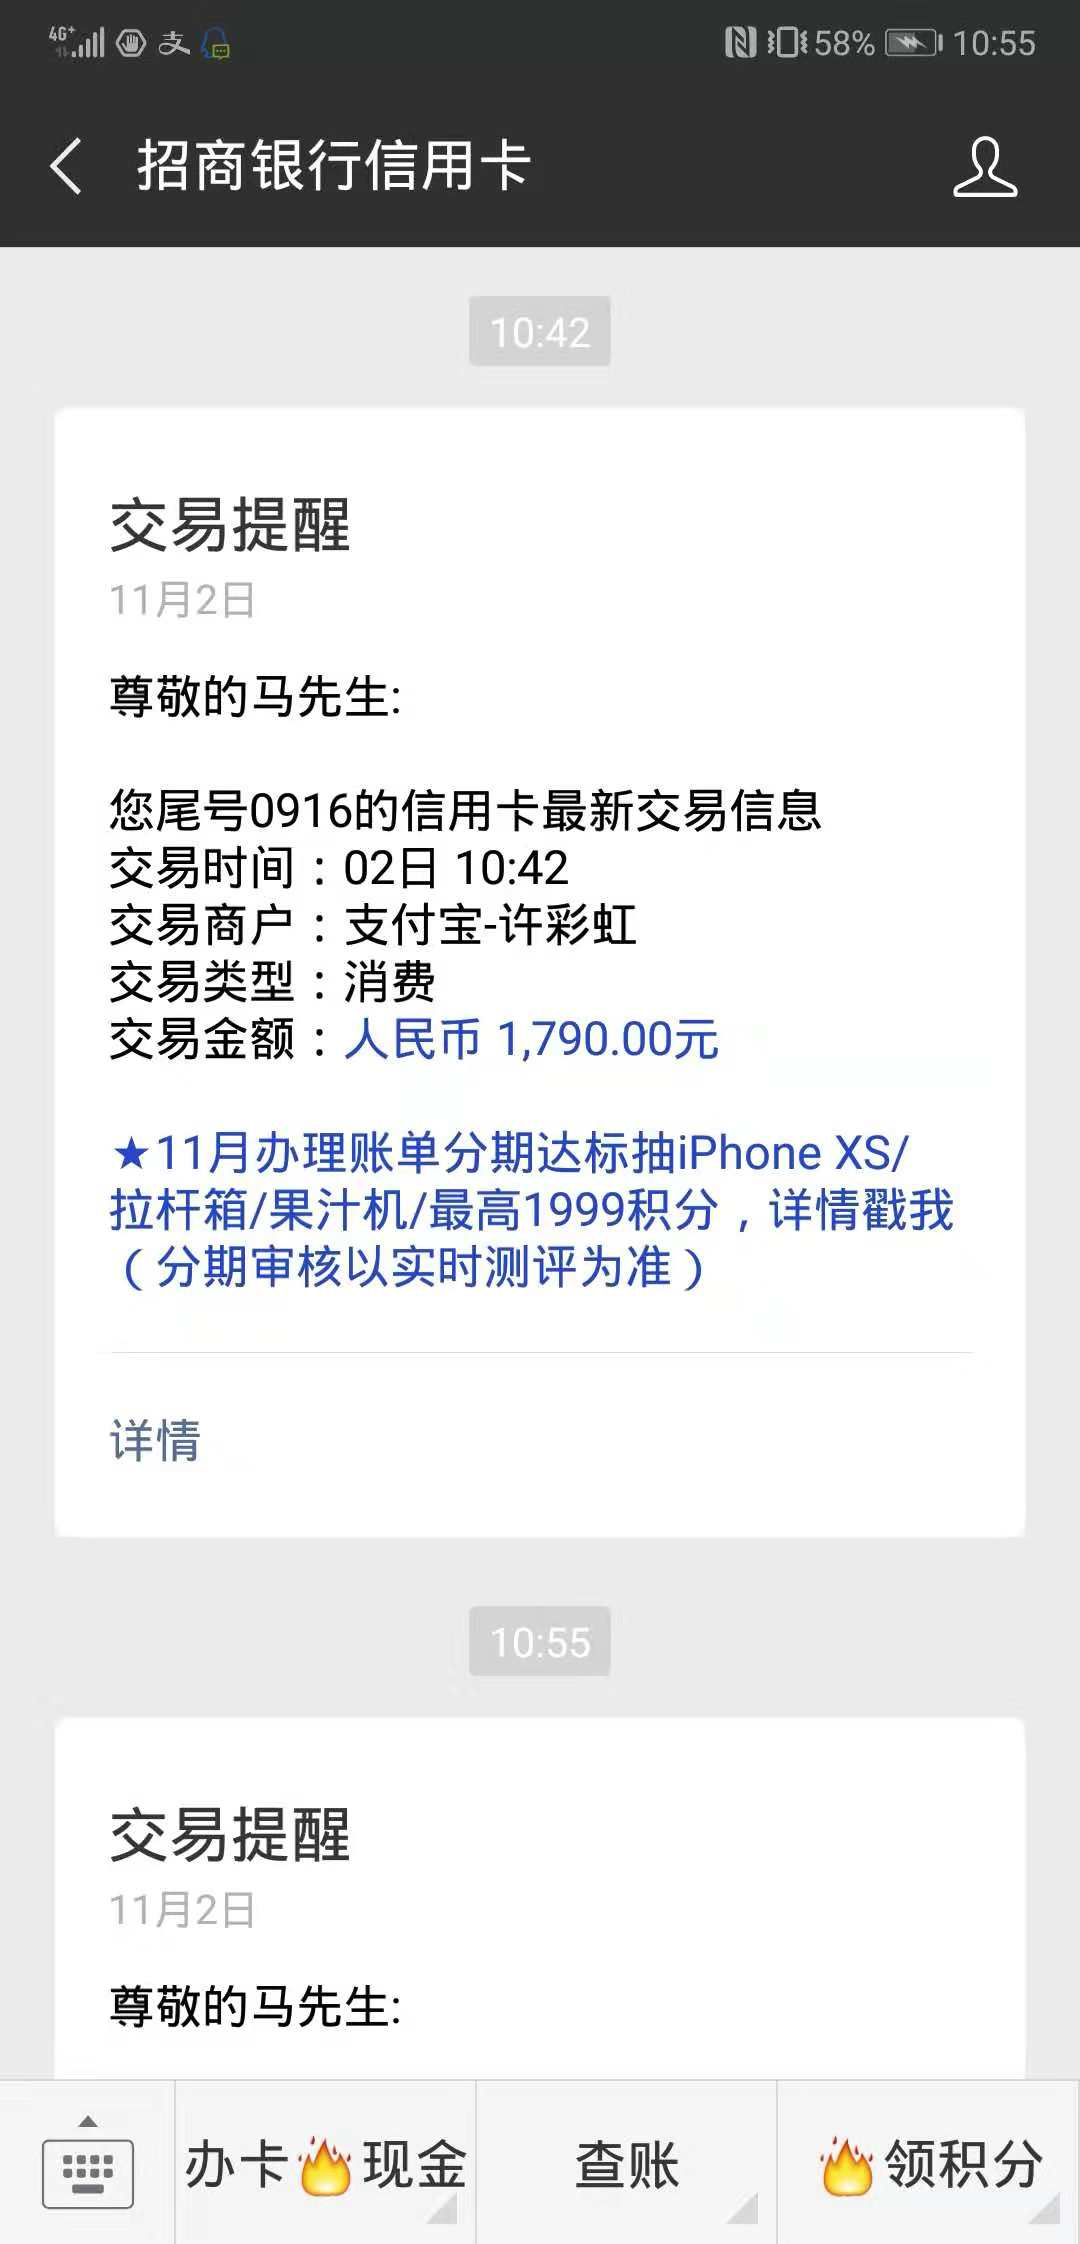 4G+ 支 58% 10:55
招商银行信用卡
10:42
交易提醒
11月2日
尊敬的马先生:
您尾号0916的信用卡最新交易信息
交易时间：02日 10:42
交易商户：支付宝-许彩虹
交易类型：消费
交易金额：人民币 1,790.00元
★11月办理账单分期达标抽iPhone XS/
拉杆箱/果汁机/最高1999积分，详情戳我
（分期审核以实时测评为准）
详情
10:55
交易提醒
11月2日
尊敬的马先生:
办卡🔥现金 查账 🔥领积分